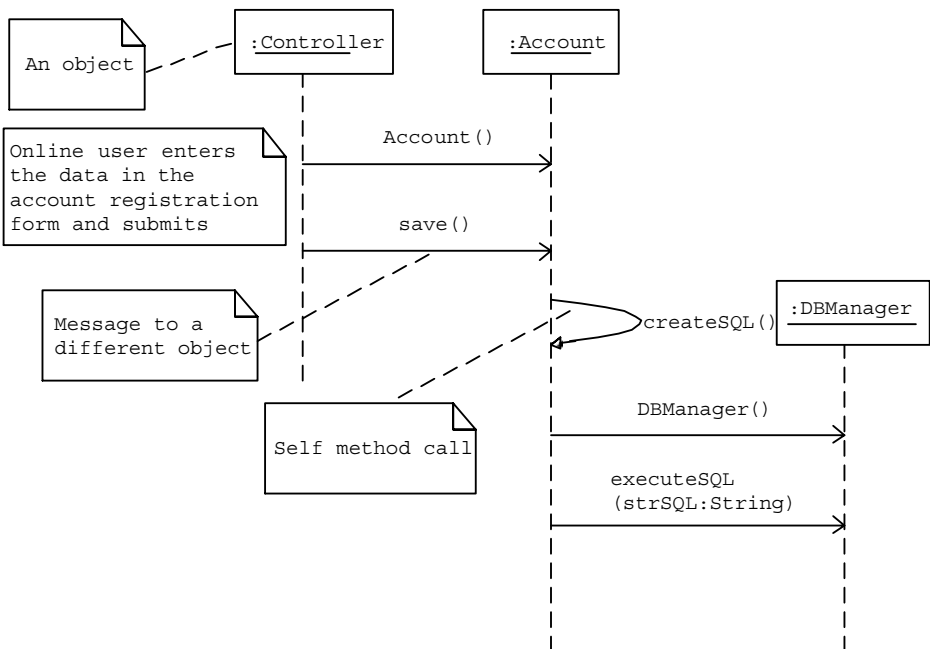 An object
:Controller
:Account
Account()
Online user enters
the data in the
account registration
form and submits
save()
Message to a
different object
createSQL()
:DBManager
Self method call
DBManager()
executeSQL
(strSQL:String)